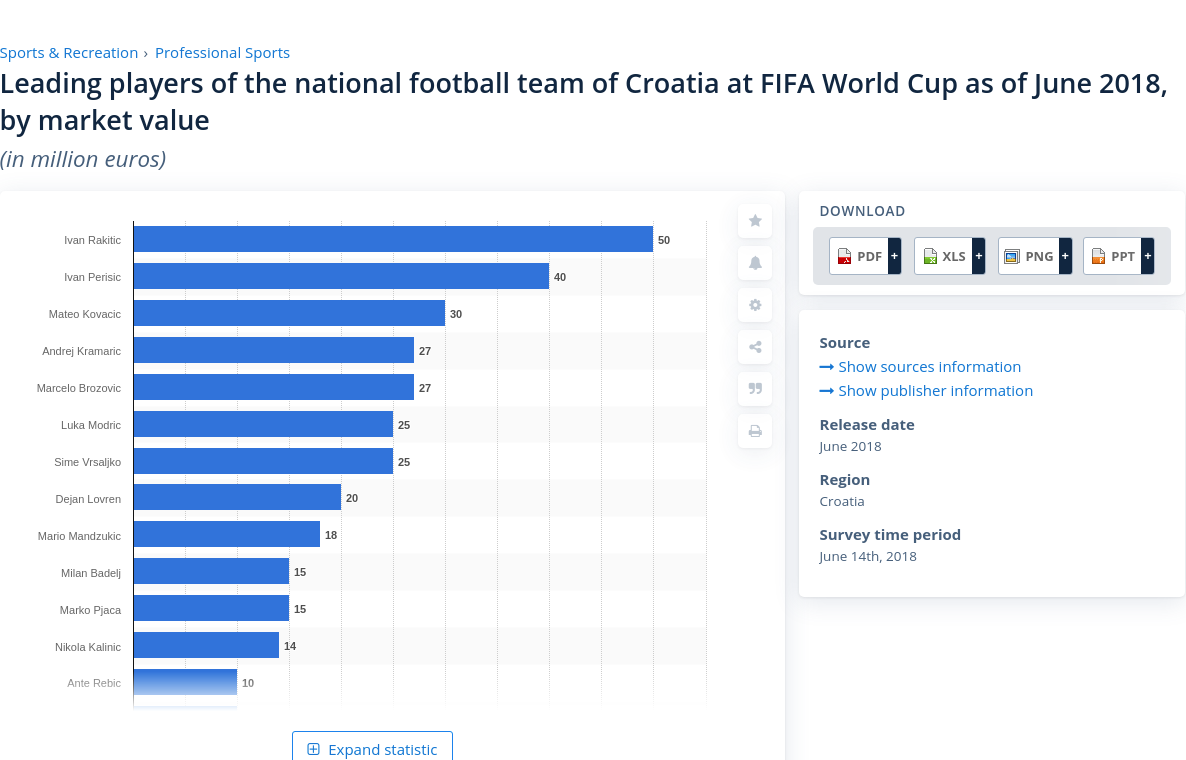 Sports & Recreation › Professional Sports
Leading players of the national football team of Croatia at FIFA World Cup as of June 2018,
by market value
(in million euros)
Ivan Rakitic 50
Ivan Perisic 40
Mateo Kovacic 30
Andrej Kramaric 27
Marcelo Brozovic 27
Luka Modric 25
Sime Vrsaljko 25
Dejan Lovren 20
Mario Mandzukic 18
Milan Badelj 15
Marko Pjaca 15
Nikola Kalinic 14
Ante Rebic 10
Expand statistic
DOWNLOAD
PDF + XLS + PNG + PPT +
Source
Show sources information
Show publisher information
Release date
June 2018
Region
Croatia
Survey time period
June 14th, 2018